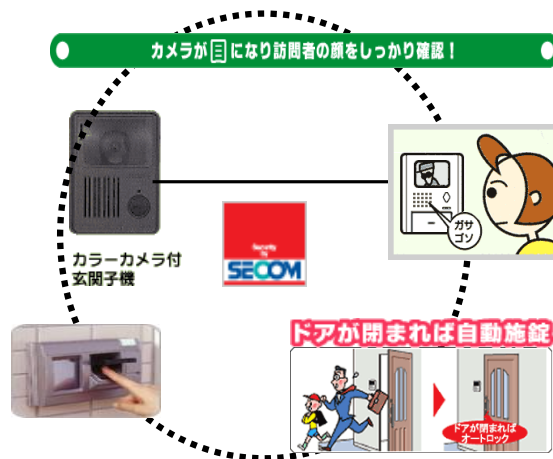 カメラが目になり訪問者の顔をしっかり確認！
ガサ
ゴソ
カラーカメラ付
玄関子機
Security
by
SECOM
ドアが閉まれば自動施錠
ドアが閉まれば
オートロック